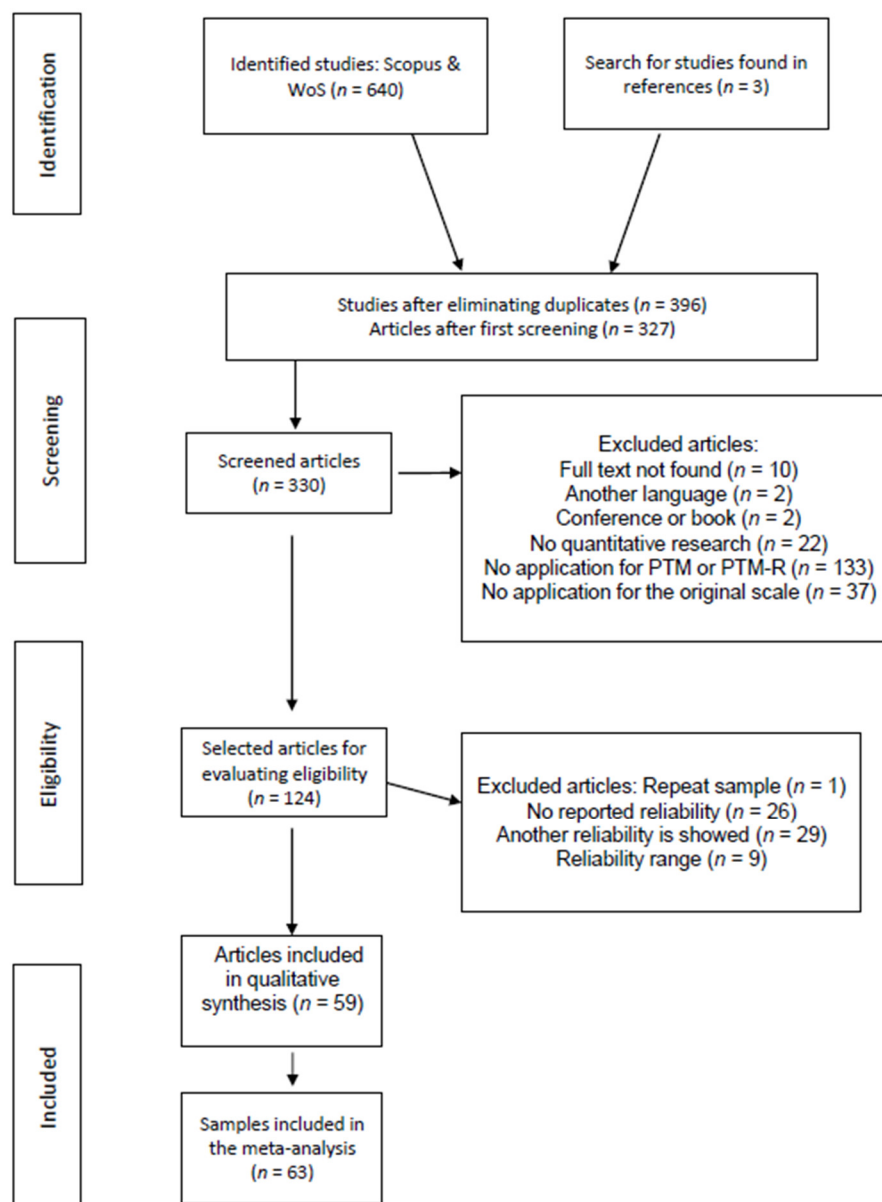 Identification
Identified studies: Scopus &
WoS (n = 640)
Search for studies found in
references (n = 3)
Studies after eliminating duplicates (n = 396)
Articles after first screening (n = 327)
Screening
Screened articles
(n = 330)
Excluded articles:
Full text not found (n = 10)
Another language (n = 2)
Conference or book (n = 2)
No quantitative research (n = 22)
No application for PTM or PTM-R (n = 133)
No application for the original scale (n = 37)
Eligibility
Selected articles for
evaluating eligibility
(n = 124)
Excluded articles: Repeat sample (n = 1)
No reported reliability (n = 26)
Another reliability is showed (n = 29)
Reliability range (n = 9)
Included
Articles included
in qualitative
synthesis (n = 59)
Samples included in
the meta-analysis
(n = 63)